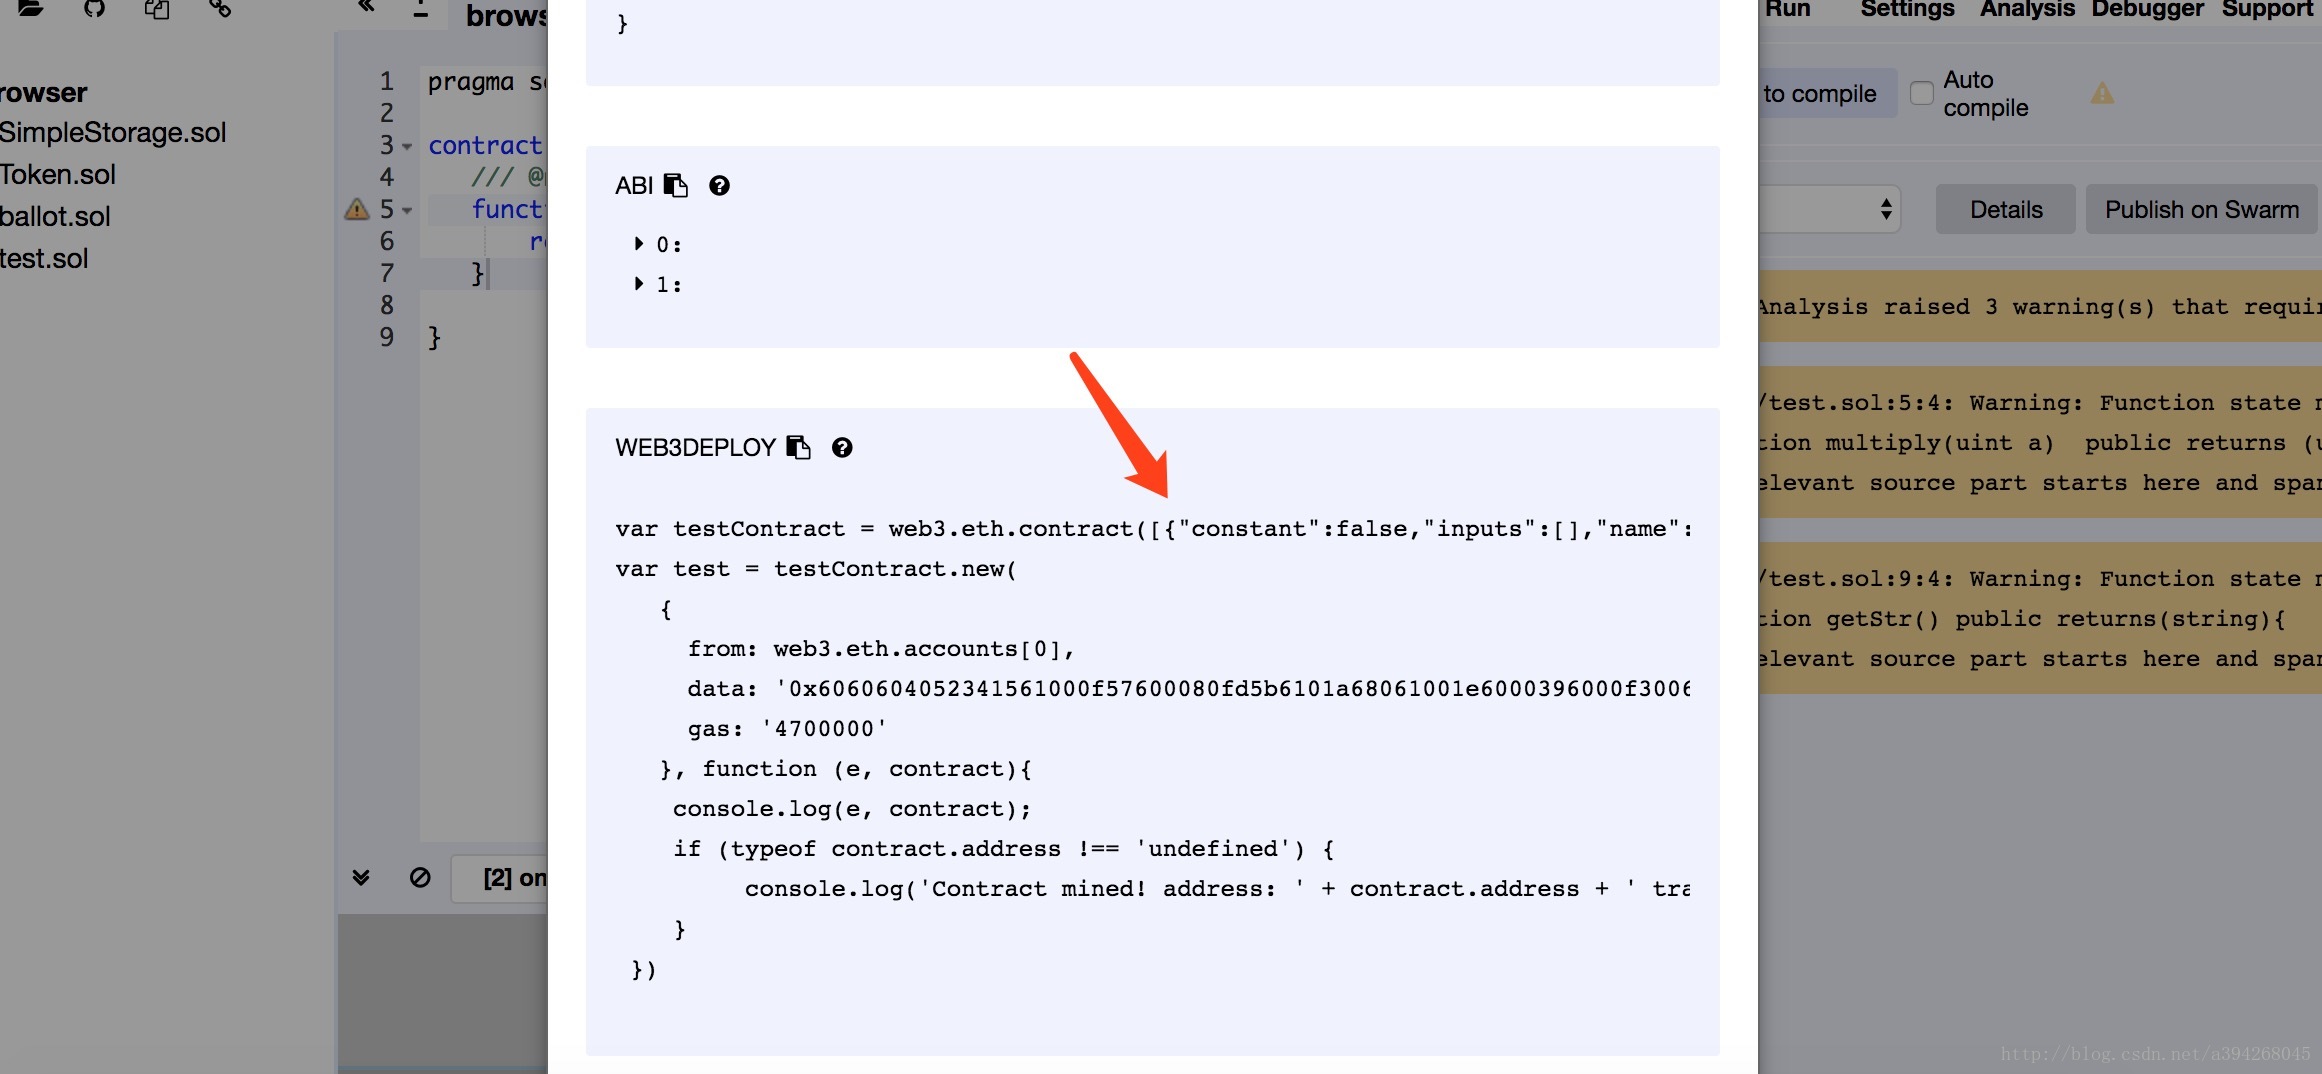 rowser
SimpleStorage.sol
Token.sol
ballot.sol
test.sol
brows
1 pragma s
2
3 contract
4 /// @
5 funct
6 r
7 }
8
9 }
[2] on
}
ABI
0:
1:
WEB3DEPLOY
var testContract = web3.eth.contract([{"constant":false,"inputs":[],"name":
var test = testContract.new(
{
from: web3.eth.accounts[0],
data: '0x6060604052341561000f57600080fd5b6101a68061001e6000396000f3006
gas: '4700000'
}, function (e, contract){
console.log(e, contract);
if (typeof contract.address !== 'undefined') {
console.log('Contract mined! address: ' + contract.address + ' tra
}
})
Run Settings Analysis Debugger Support
to compile
Auto
compile
Details
Publish on Swarm
Analysis raised 3 warning(s) that requi
/test.sol:5:4: Warning: Function state
tion multiply(uint a)  public returns (
elevant source part starts here and spa
/test.sol:9:4: Warning: Function state
tion getStr() public returns(string){
elevant source part starts here and spa
http://blog.csdn.net/a394268045